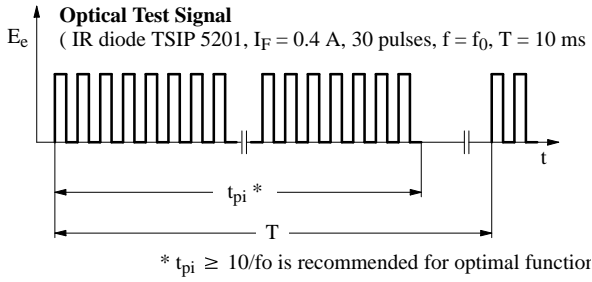 Optical Test Signal
E_e
( IR diode TSIP 5201, I_F = 0.4 A, 30 pulses, f = f_0, T = 10 ms
t
t_pi *
T
* t_pi ≥ 10/fo is recommended for optimal function